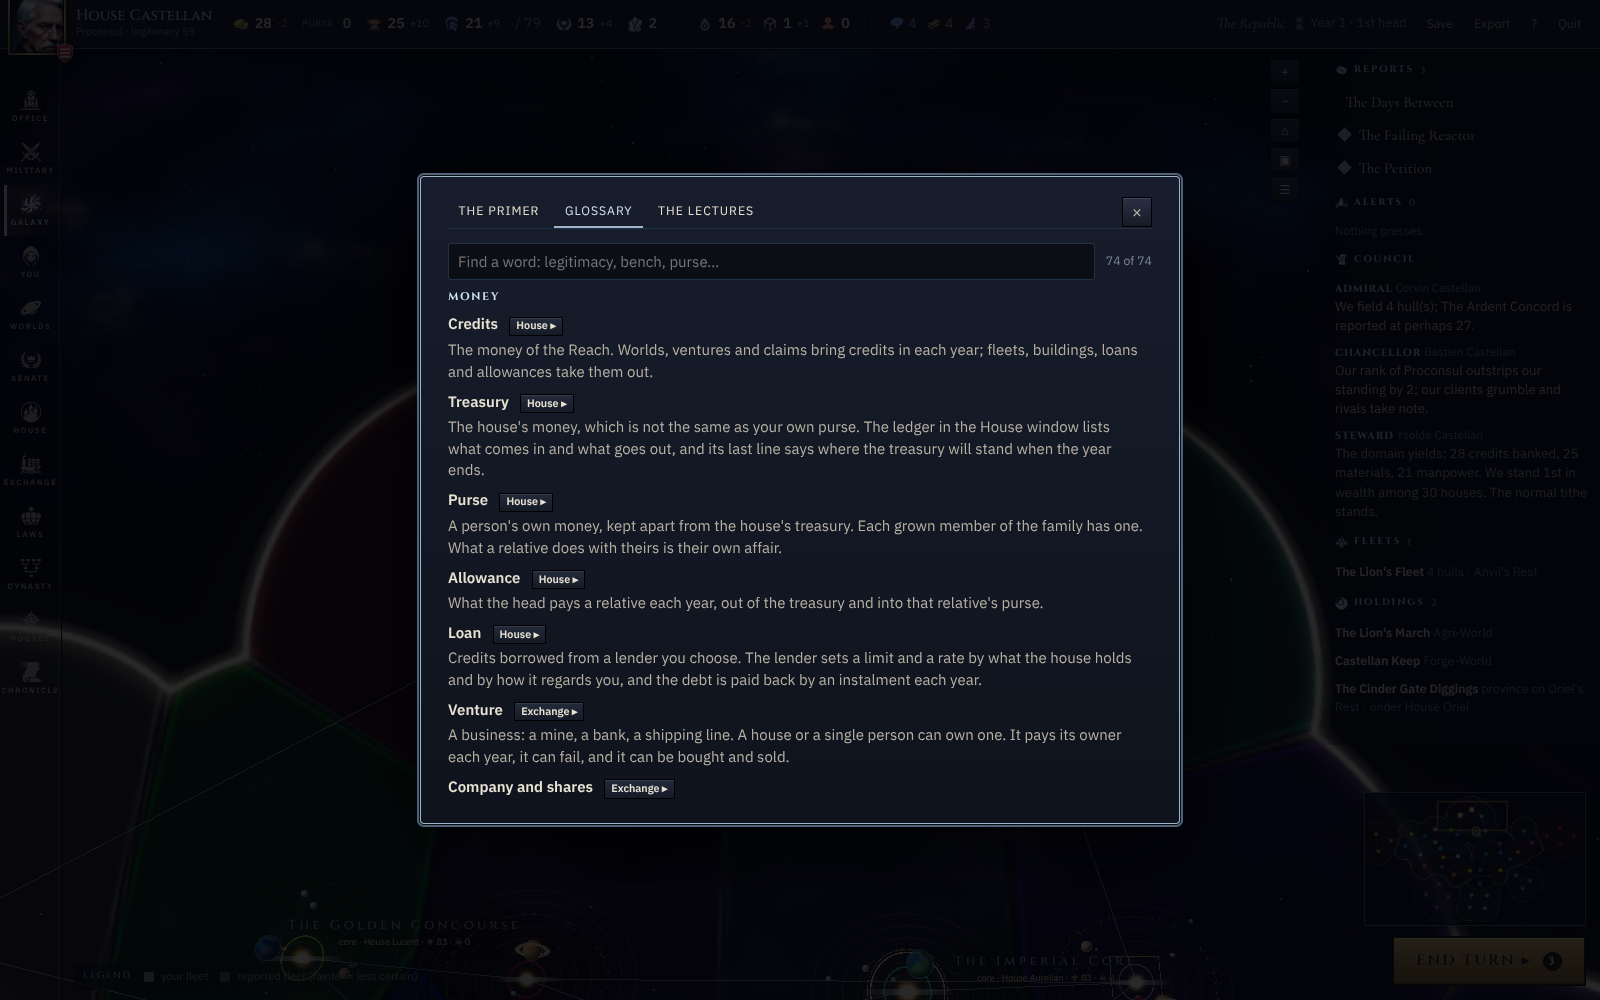 HOUSE CASTELLAN
Proconsul · legitimacy 59
28 -2 PURSE 0 25 +10 21 +9 / 79 13 +4 2 16 -2 1 +1 0 4 4 3
The Republic Year 1 · 1st head Save Export ? Quit
OFFICE
MILITARY
GALAXY
YOU
WORLDS
SENATE
HOUSE
EXCHANGE
LAWS
DYNASTY
HOUSES
CHRONICLE
THE PRIMER GLOSSARY THE LECTURES ×
Find a word: legitimacy, bench, purse... 74 of 74
MONEY
Credits House ▸
The money of the Reach. Worlds, ventures and claims bring credits in each year; fleets, buildings, loans
and allowances take them out.
Treasury House ▸
The house's money, which is not the same as your own purse. The ledger in the House window lists
what comes in and what goes out, and its last line says where the treasury will stand when the year
ends.
Purse House ▸
A person's own money, kept apart from the house's treasury. Each grown member of the family has one.
What a relative does with theirs is their own affair.
Allowance House ▸
What the head pays a relative each year, out of the treasury and into that relative's purse.
Loan House ▸
Credits borrowed from a lender you choose. The lender sets a limit and a rate by what the house holds
and by how it regards you, and the debt is paid back by an instalment each year.
Venture Exchange ▸
A business: a mine, a bank, a shipping line. A house or a single person can own one. It pays its owner
each year, it can fail, and it can be bought and sold.
Company and shares Exchange ▸
REPORTS 3
The Days Between
The Failing Reactor
The Petition
ALERTS 0
Nothing presses.
COUNCIL
ADMIRAL Corvin Castellan
We field 4 hull(s); The Ardent Concord is
reported at perhaps 27.
CHANCELLOR Bastien Castellan
Our rank of Proconsul outstrips our
standing by 2; our clients grumble and
rivals take note.
STEWARD Ysolde Castellan
The domain yields; 28 credits banked, 25
materials, 21 manpower. We stand 1st in
wealth among 30 houses. The normal tithe
stands.
FLEETS 1
The Lion's Fleet 4 hulls · Anvil's Rest
HOLDINGS 2
The Lion's March Agri-World
Castellan Keep Forge-World
The Cinder Gate Diggings province on Oriel's
Rest · under House Oriel
THE GOLDEN CONCOURSE
core · House Lucent · 83 · 0
THE IMPERIAL CORE
core · House Aurelian · 83
LEGEND your fleet reported fleet (fainter = less certain)
END TURN ▸ 3